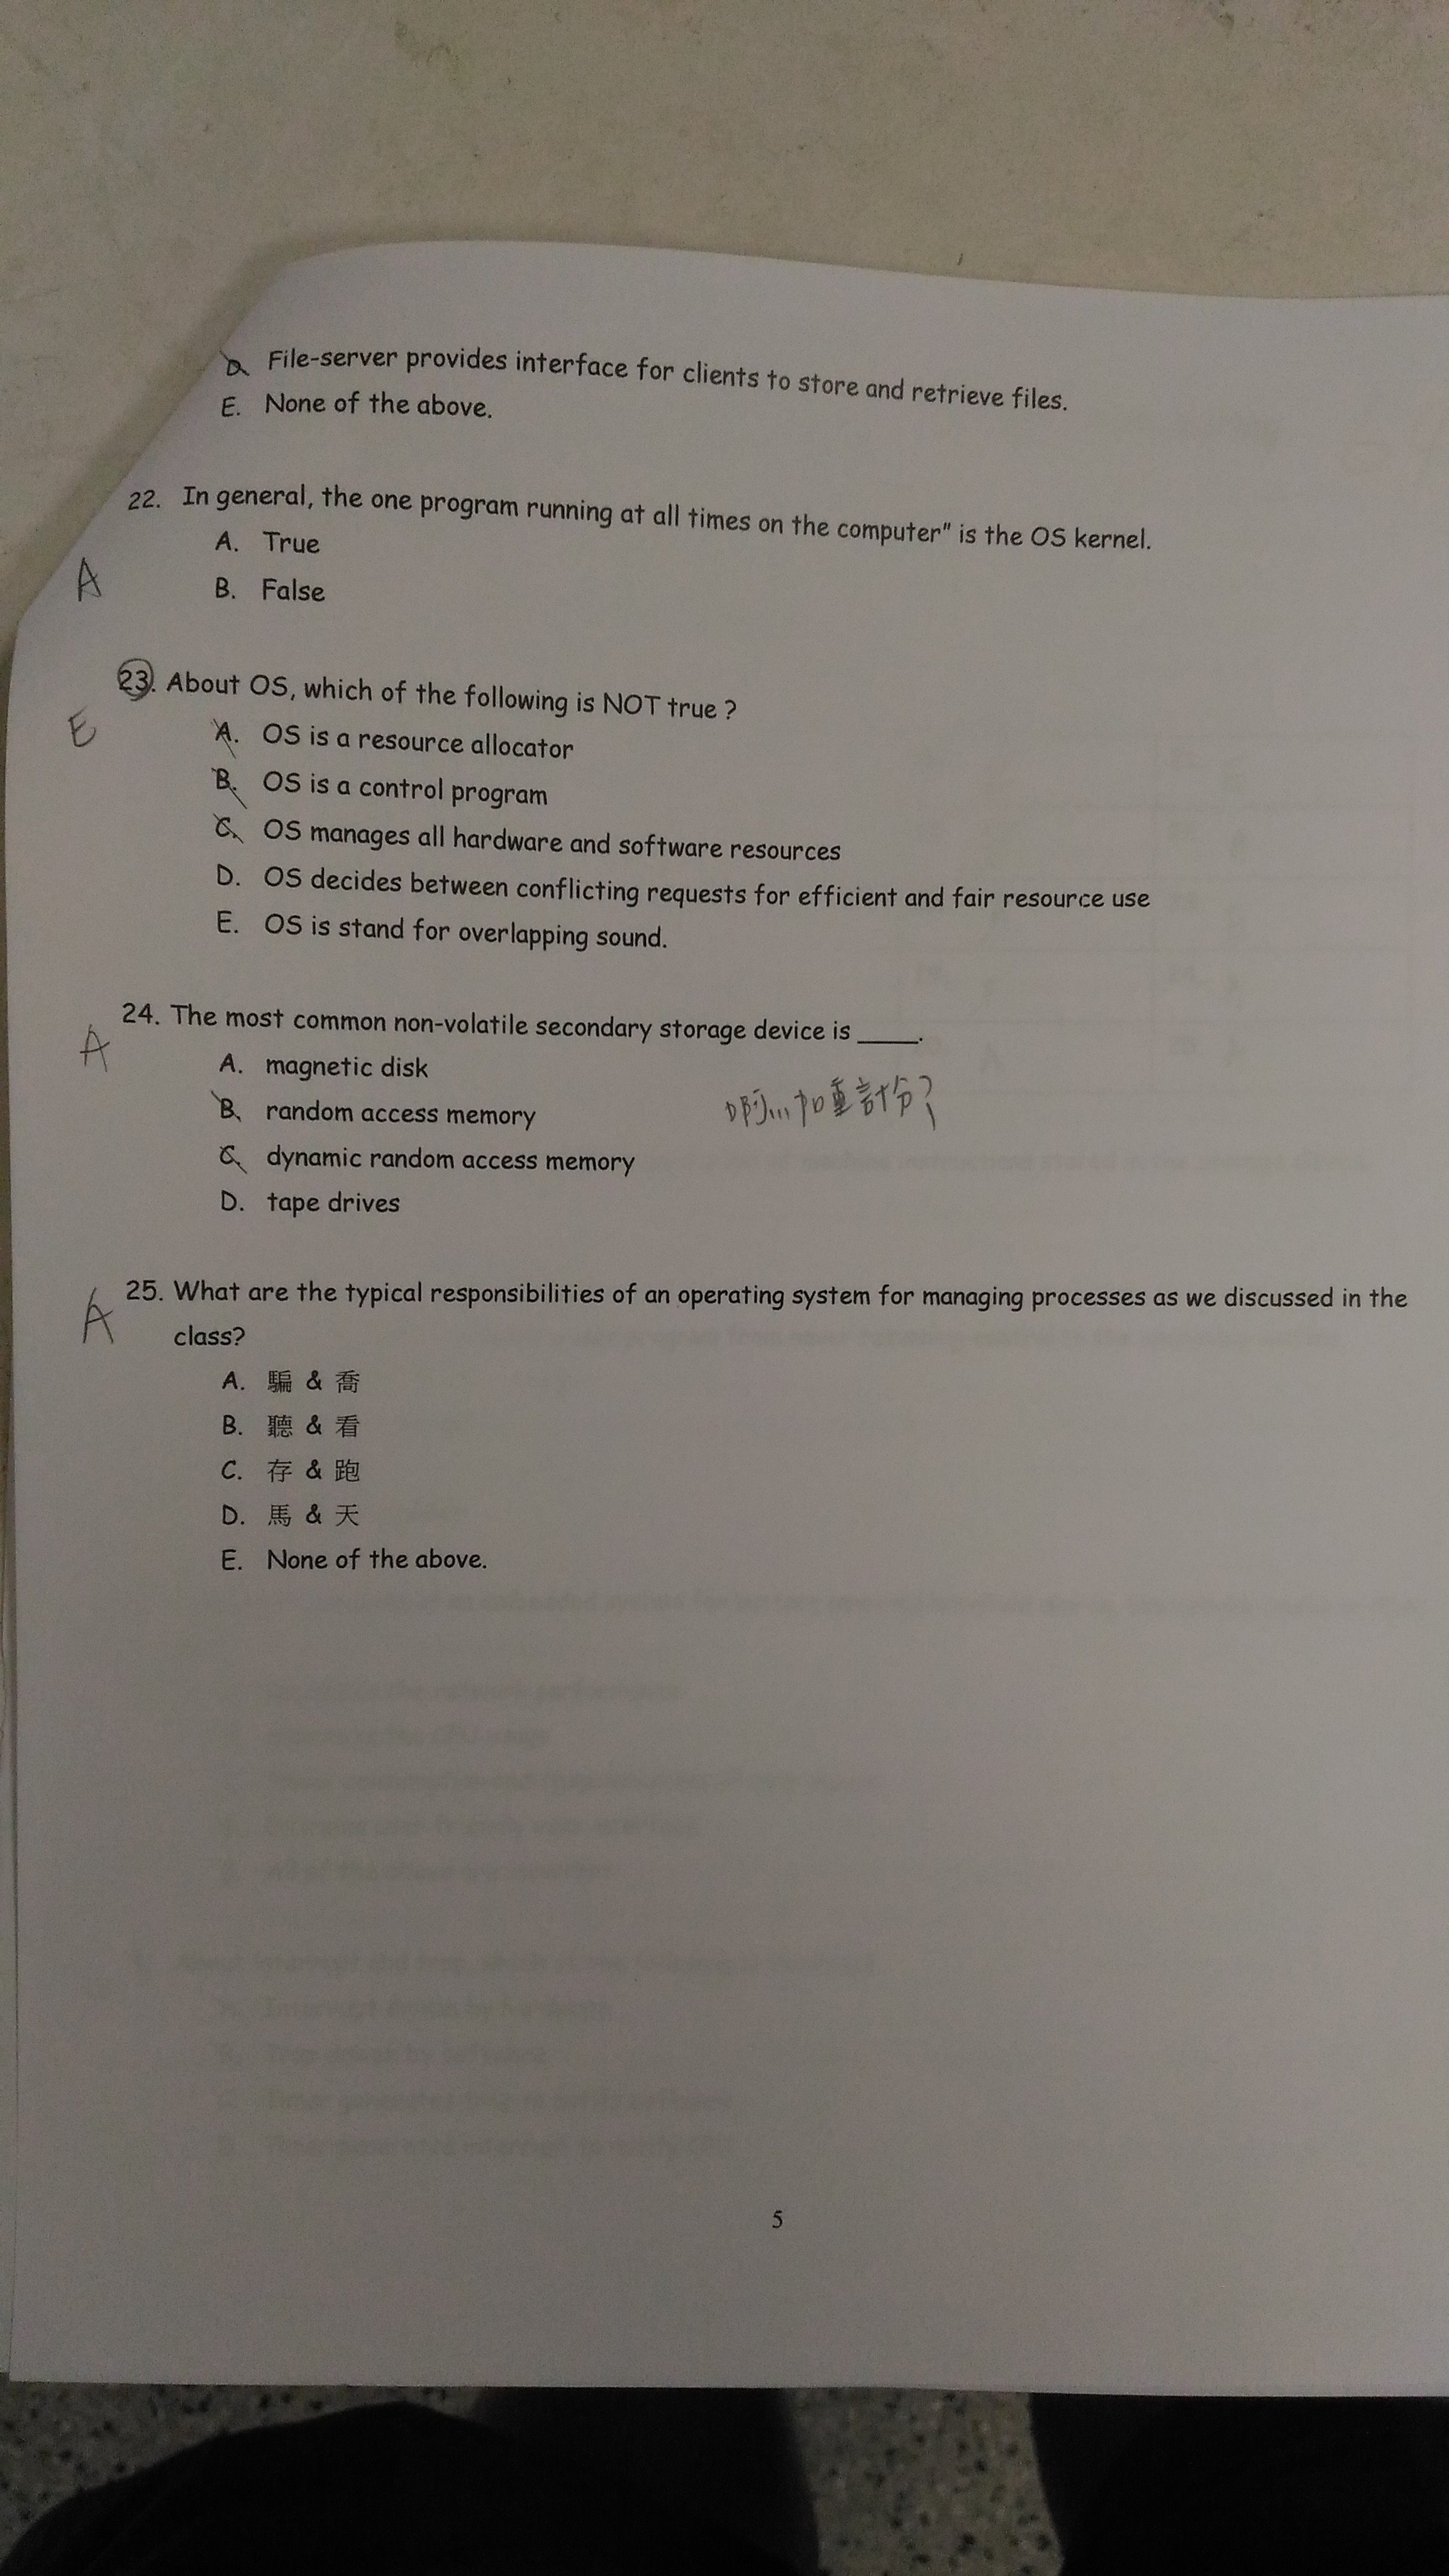 D. File-server provides interface for clients to store and retrieve files.
E. None of the above.
22. In general, the one program running at all times on the computer" is the OS kernel.
A. True
A
B. False
23. About OS, which of the following is NOT true ?
E
A. OS is a resource allocator
B. OS is a control program
C. OS manages all hardware and software resources
D. OS decides between conflicting requests for efficient and fair resource use
E. OS is stand for overlapping sound.
24. The most common non-volatile secondary storage device is ____.
A
A. magnetic disk
B. random access memory
啊...加重計分?
C. dynamic random access memory
D. tape drives
25. What are the typical responsibilities of an operating system for managing processes as we discussed in the
A
class?
A. 騙 & 喬
B. 聽 & 看
C. 存 & 跑
D. 馬 & 天
E. None of the above.
5